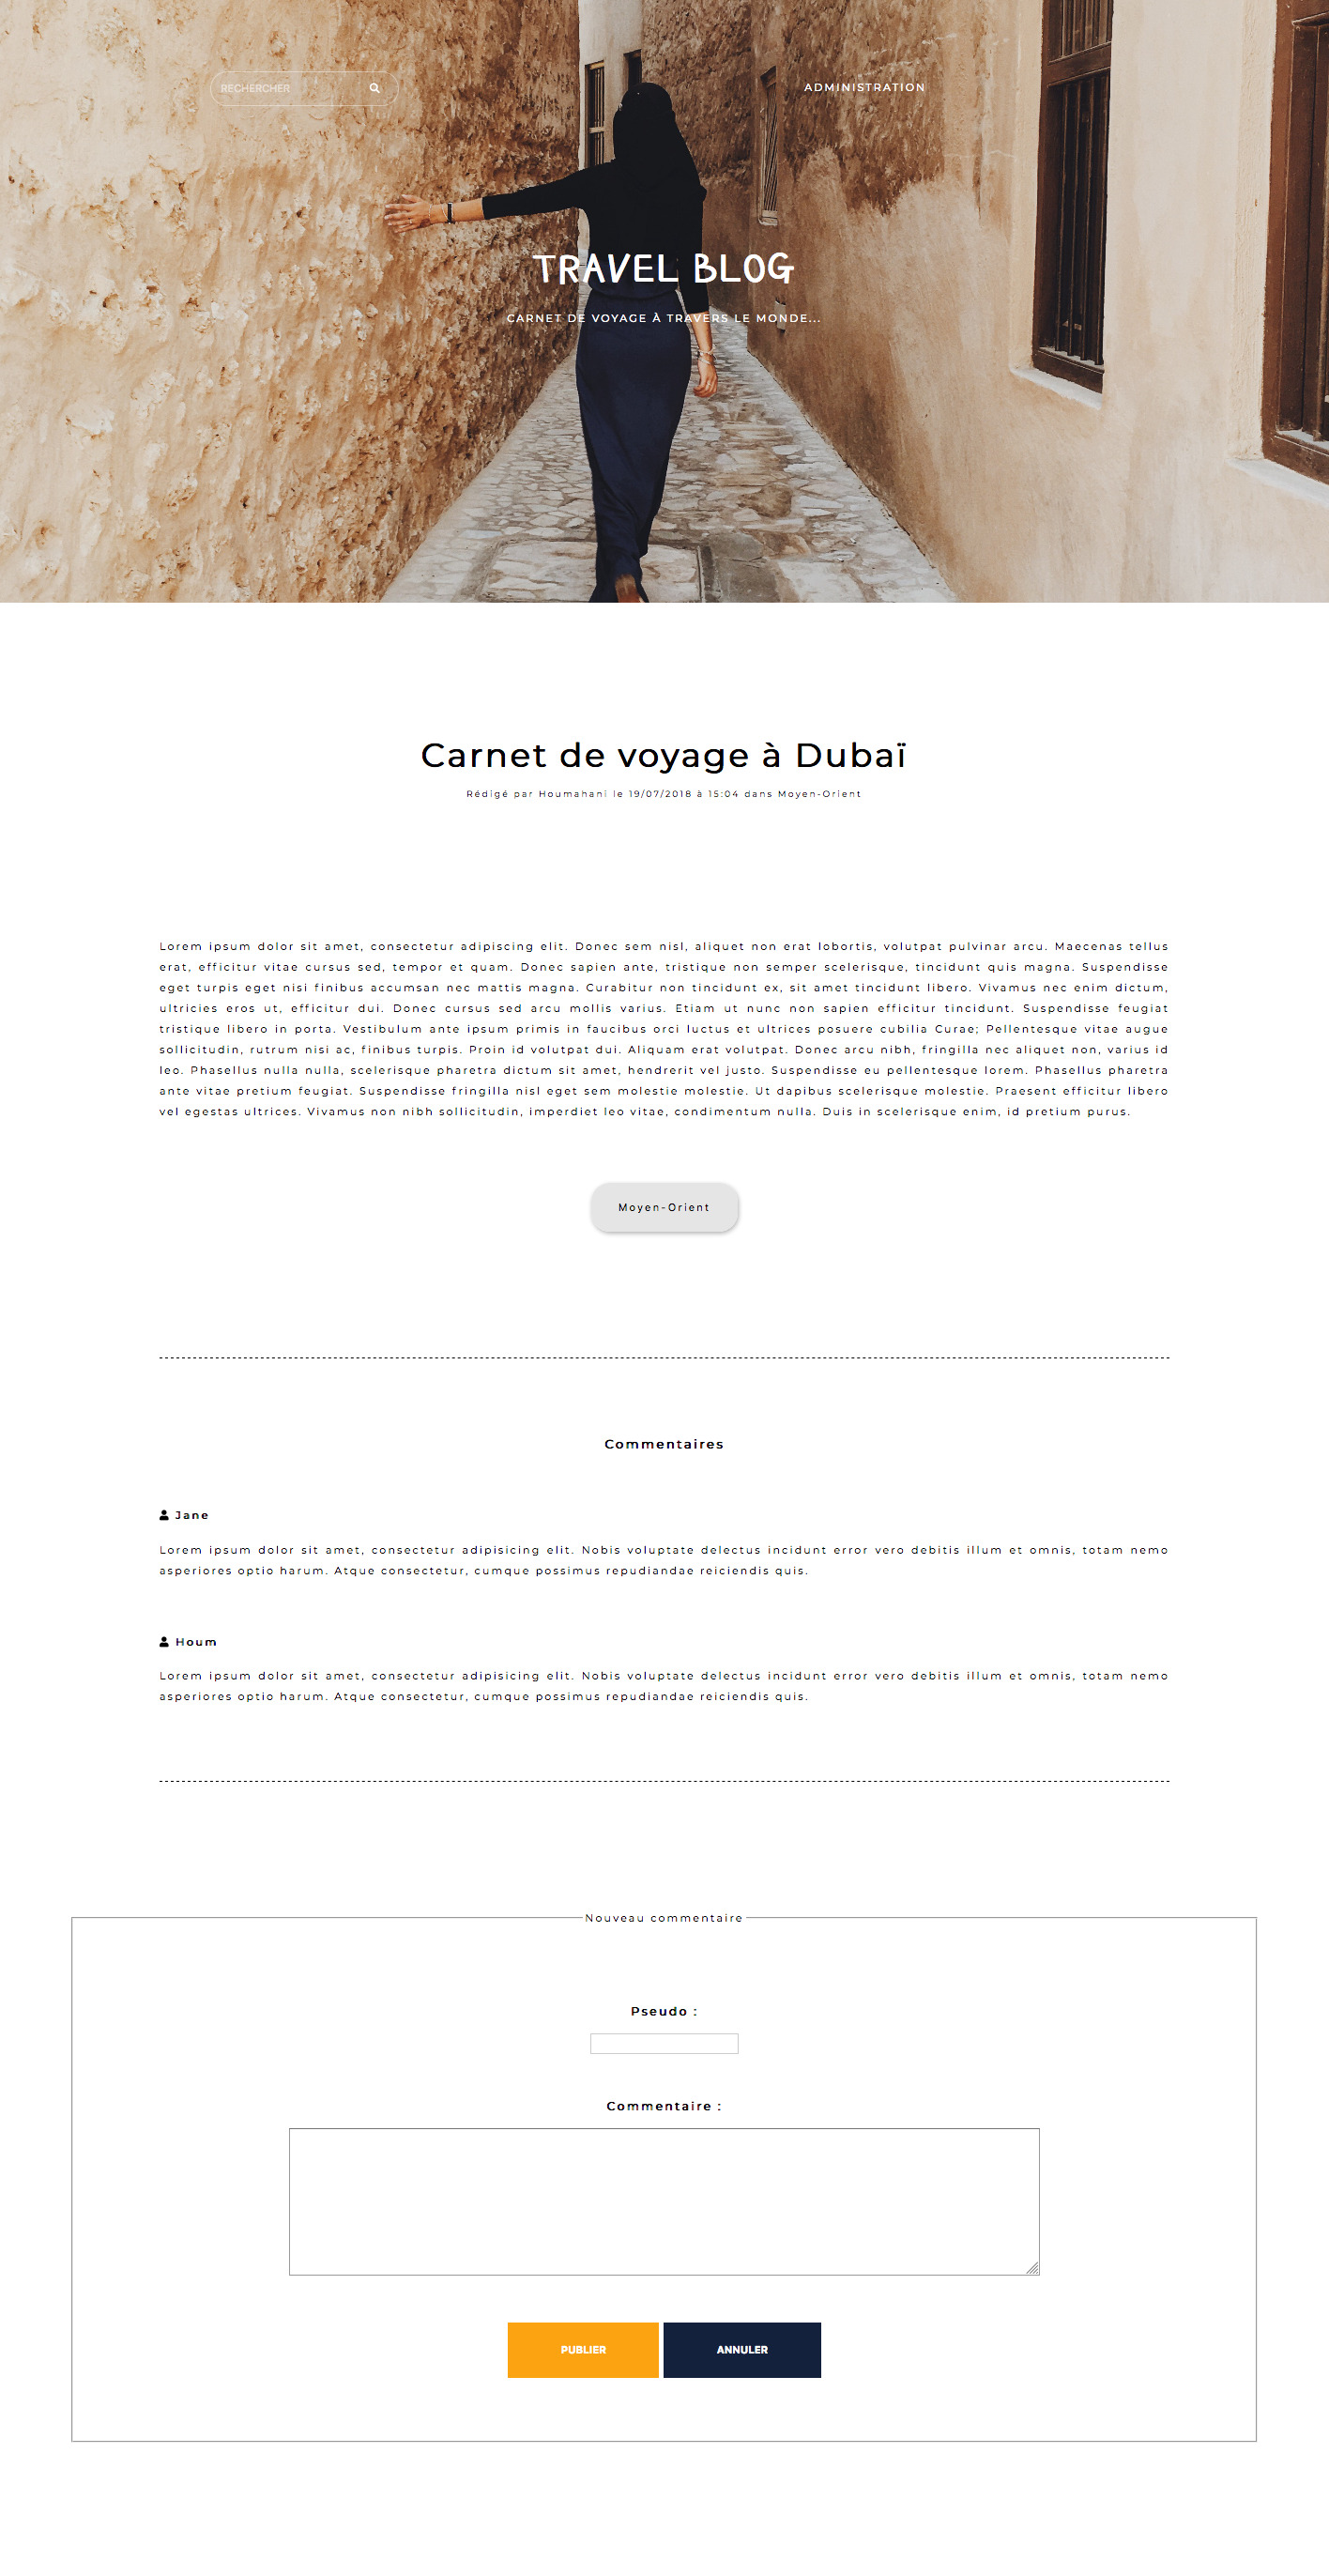 RECHERCHER
ADMINISTRATION
TRAVEL BLOG
CARNET DE VOYAGE À TRAVERS LE MONDE...
Carnet de voyage à Dubaï
Rédigé par Houmahani le 19/07/2018 à 15:04 dans Moyen-Orient
Lorem ipsum dolor sit amet, consectetur adipiscing elit. Donec sem nisl, aliquet non erat lobortis, volutpat pulvinar arcu. Maecenas tellus
erat, efficitur vitae cursus sed, tempor et quam. Donec sapien ante, tristique non semper scelerisque, tincidunt quis magna. Suspendisse
eget turpis eget nisi finibus accumsan nec mattis magna. Curabitur non tincidunt ex, sit amet tincidunt libero. Vivamus nec enim dictum,
ultricies eros ut, efficitur dui. Donec cursus sed arcu mollis varius. Etiam ut nunc non sapien efficitur tincidunt. Suspendisse feugiat
tristique libero in porta. Vestibulum ante ipsum primis in faucibus orci luctus et ultrices posuere cubilia Curae; Pellentesque vitae augue
sollicitudin, rutrum nisi ac, finibus turpis. Proin id volutpat dui. Aliquam erat volutpat. Donec arcu nibh, fringilla nec aliquet non, varius id
leo. Phasellus nulla nulla, scelerisque pharetra dictum sit amet, hendrerit vel justo. Suspendisse eu pellentesque lorem. Phasellus pharetra
ante vitae pretium feugiat. Suspendisse fringilla nisl eget sem molestie molestie. Ut dapibus scelerisque molestie. Praesent efficitur libero
vel egestas ultrices. Vivamus non nibh sollicitudin, imperdiet leo vitae, condimentum nulla. Duis in scelerisque enim, id pretium purus.
Moyen-Orient
Commentaires
Jane
Lorem ipsum dolor sit amet, consectetur adipisicing elit. Nobis voluptate delectus incidunt error vero debitis illum et omnis, totam nemo
asperiores optio harum. Atque consectetur, cumque possimus repudiandae reiciendis quis.
Houm
Lorem ipsum dolor sit amet, consectetur adipisicing elit. Nobis voluptate delectus incidunt error vero debitis illum et omnis, totam nemo
asperiores optio harum. Atque consectetur, cumque possimus repudiandae reiciendis quis.
Nouveau commentaire
Pseudo :
Commentaire :
PUBLIER
ANNULER